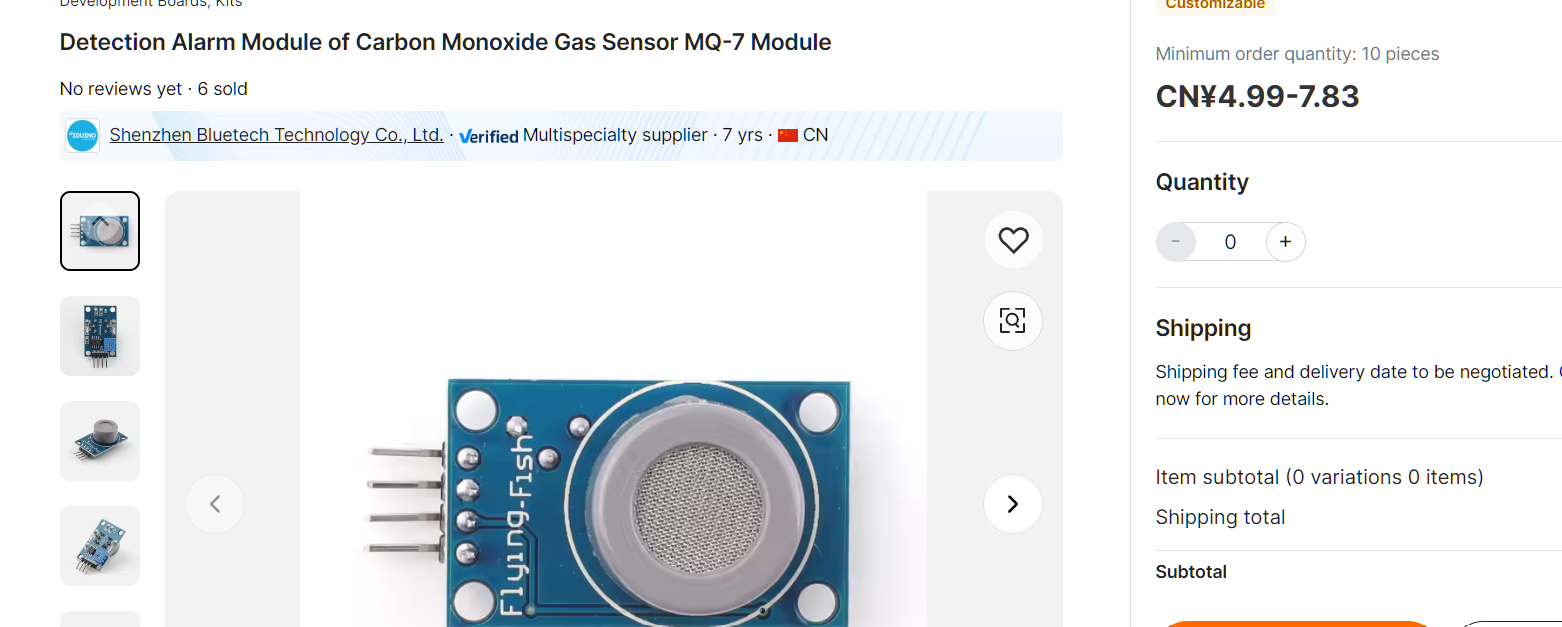 Development Boards, Kits
Detection Alarm Module of Carbon Monoxide Gas Sensor MQ-7 Module
No reviews yet · 6 sold
Shenzhen Bluetech Technology Co., Ltd. · Verified Multispecialty supplier · 7 yrs · CN
Flying-Fish
Customizable
Minimum order quantity: 10 pieces
CN¥4.99-7.83
Quantity
- 0 +
Shipping
Shipping fee and delivery date to be negotiated.
now for more details.
Item subtotal (0 variations 0 items)
Shipping total
Subtotal